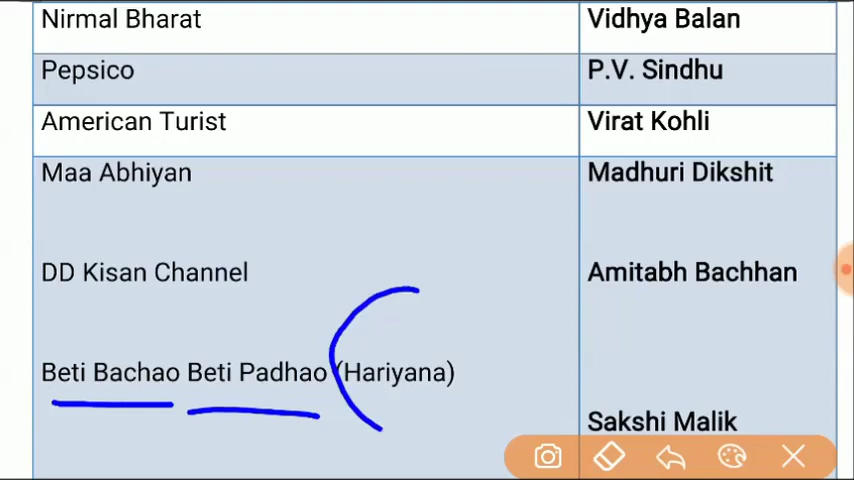 Nirmal Bharat Vidhya Balan
Pepsico P.V. Sindhu
American Turist Virat Kohli
Maa Abhiyan Madhuri Dikshit
DD Kisan Channel Amitabh Bachhan
Beti Bachao Beti Padhao (Hariyana)
Sakshi Malik